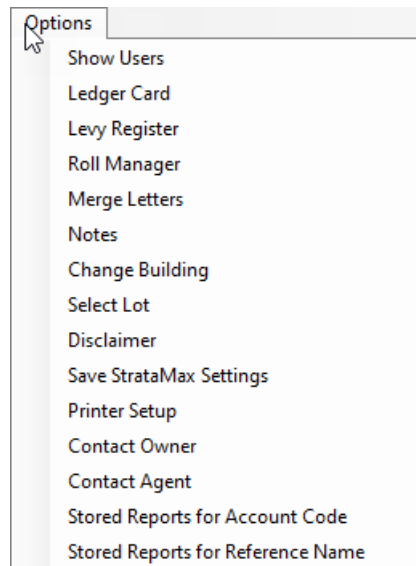 Options
Show Users
Ledger Card
Levy Register
Roll Manager
Merge Letters
Notes
Change Building
Select Lot
Disclaimer
Save StrataMax Settings
Printer Setup
Contact Owner
Contact Agent
Stored Reports for Account Code
Stored Reports for Reference Name